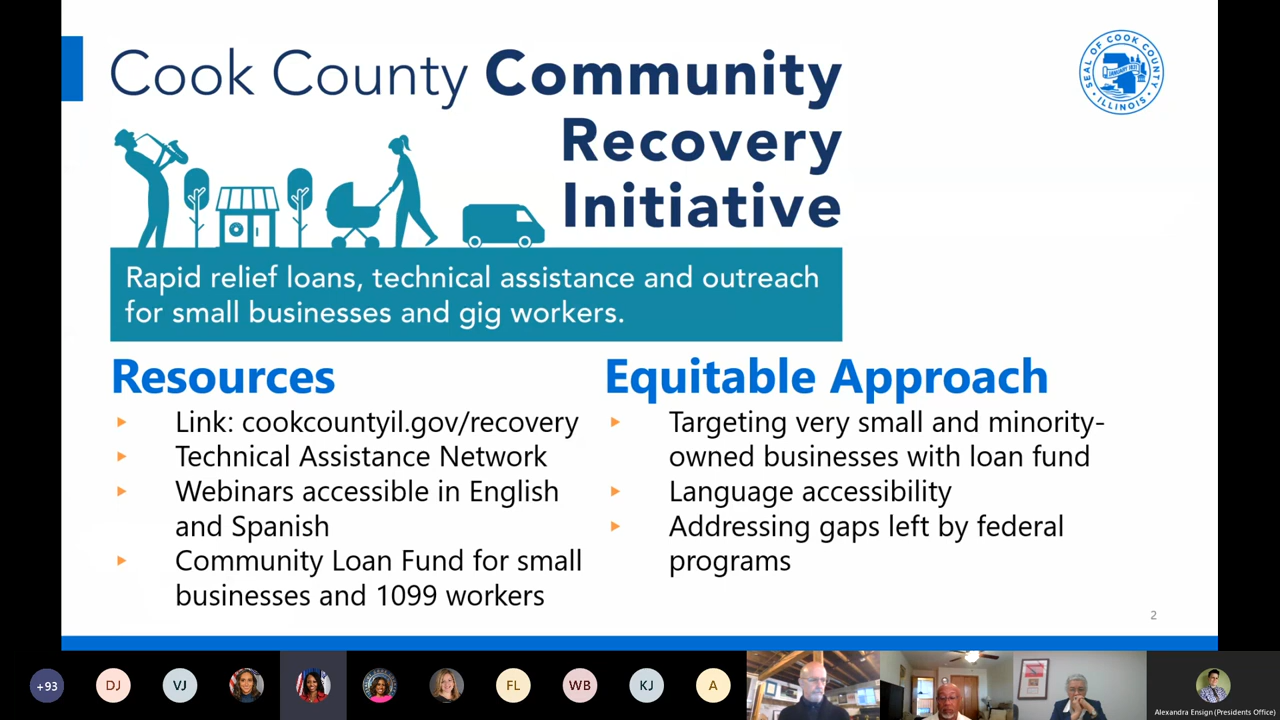 Cook County Community
Recovery
Initiative
SEAL OF COOK COUNTY
ILLINOIS
Rapid relief loans, technical assistance and outreach
for small businesses and gig workers.
Resources
Link: cookcountyil.gov/recovery
Technical Assistance Network
Webinars accessible in English
and Spanish
Community Loan Fund for small
businesses and 1099 workers
Equitable Approach
Targeting very small and minority-
owned businesses with loan fund
Language accessibility
Addressing gaps left by federal
programs
2
+93
DJ
VJ
FL
WB
KJ
A
Alexandra Ensign (Presidents Office)